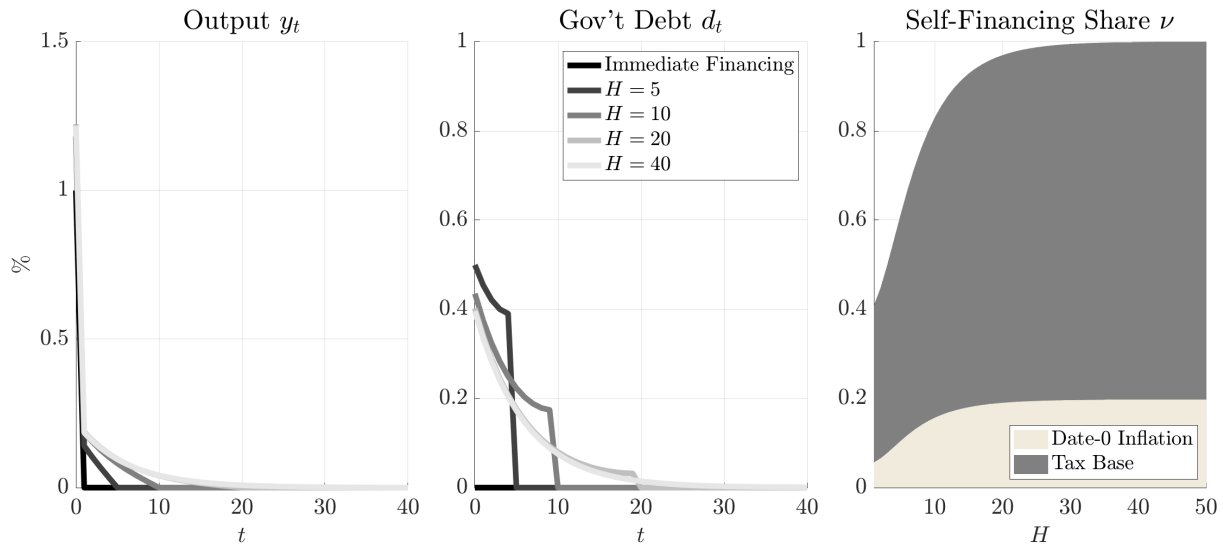 Output y_t
1.5
1
0.5
0
%
0 10 20 30 40
t
Gov't Debt d_t
1
0.8
0.6
0.4
0.2
0
Immediate Financing
H = 5
H = 10
H = 20
H = 40
0 10 20 30 40
t
Self-Financing Share ν
1
0.8
0.6
0.4
0.2
0
Date-0 Inflation
Tax Base
10 20 30 40 50
H